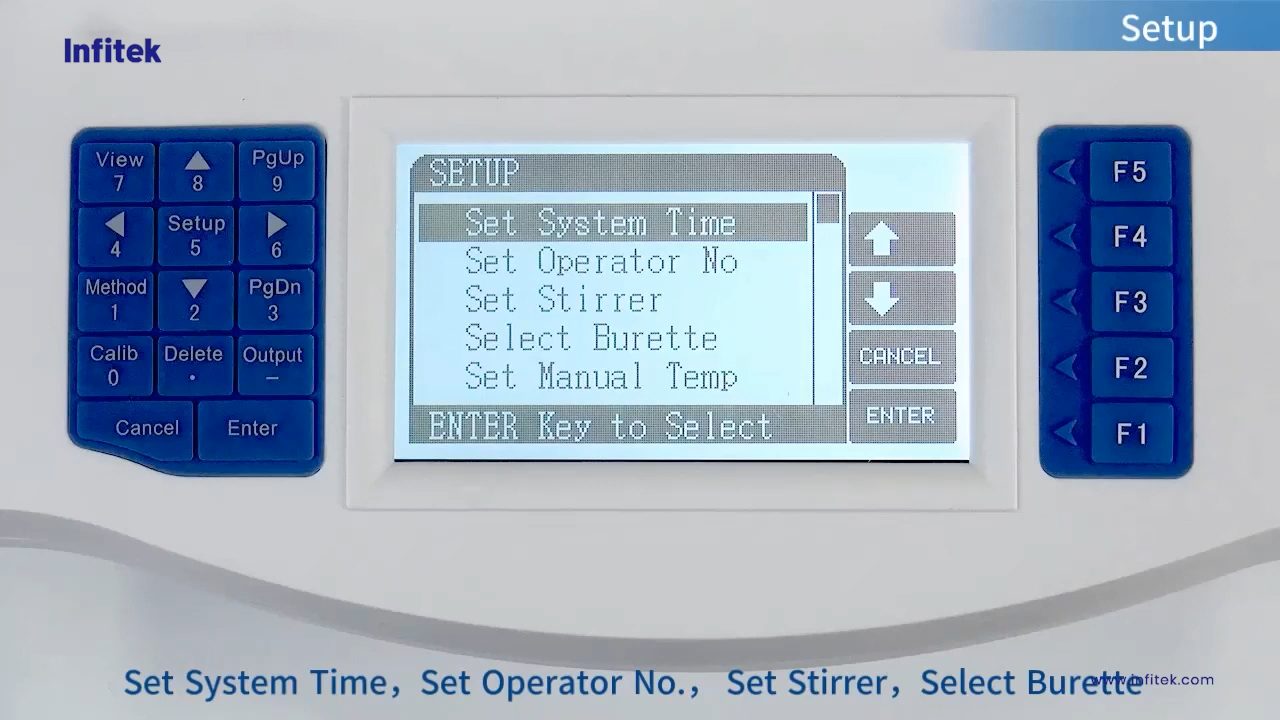 Setup
Infitek
View
7
▲
8
PgUp
9
◀
4
Setup
5
▶
6
Method
1
▼
2
PgDn
3
Calib
0
Delete
.
Output
–
Cancel
Enter
SETUP
Set System Time
Set Operator No
Set Stirrer
Select Burette
Set Manual Temp
ENTER Key to Select
CANCEL
ENTER
F5
F4
F3
F2
F1
Set System Time, Set Operator No., Set Stirrer, Select Burette
www.infitek.com